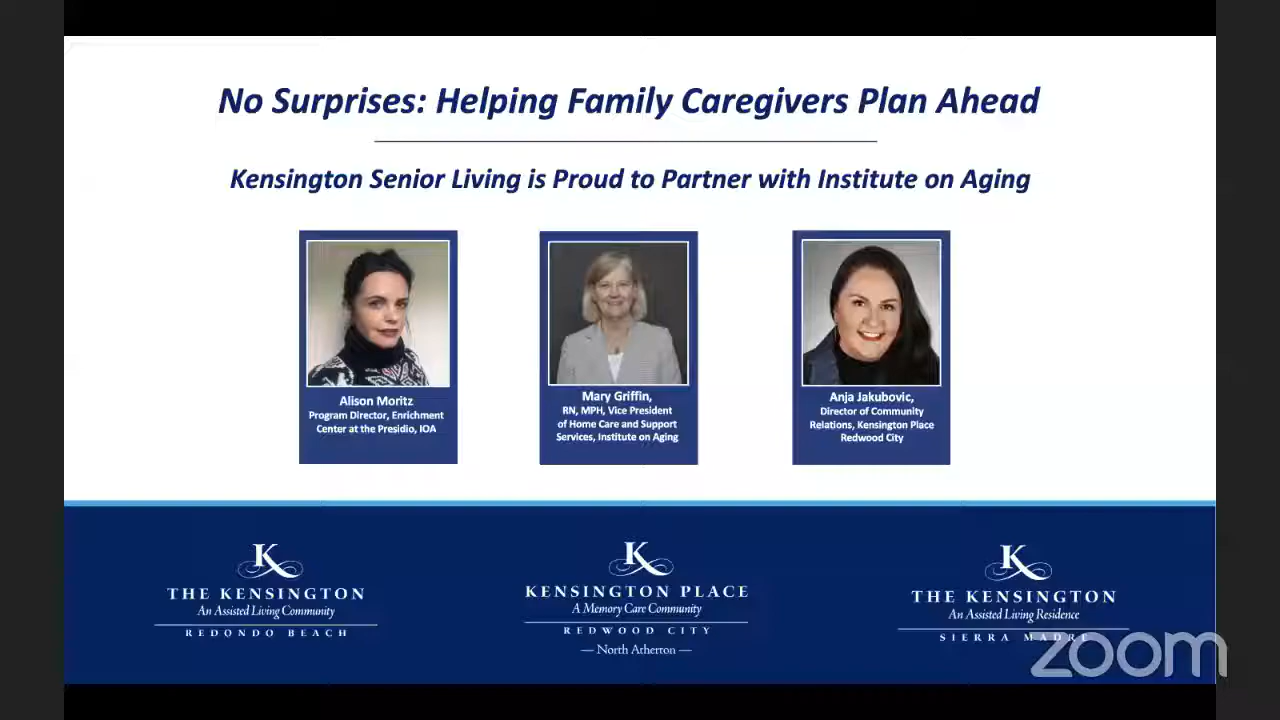 No Surprises: Helping Family Caregivers Plan Ahead
Kensington Senior Living is Proud to Partner with Institute on Aging
Alison Moritz
Program Director, Enrichment
Center at the Presidio, IOA
Mary Griffin,
RN, MPH, Vice President
of Home Care and Support
Services, Institute on Aging
Anja Jakubovic,
Director of Community
Relations, Kensington Place
Redwood City
K
THE KENSINGTON
An Assisted Living Community
REDONDO BEACH
K
KENSINGTON PLACE
A Memory Care Community
REDWOOD CITY
— North Atherton —
K
THE KENSINGTON
An Assisted Living Residence
SIERRA MADRE
zoom